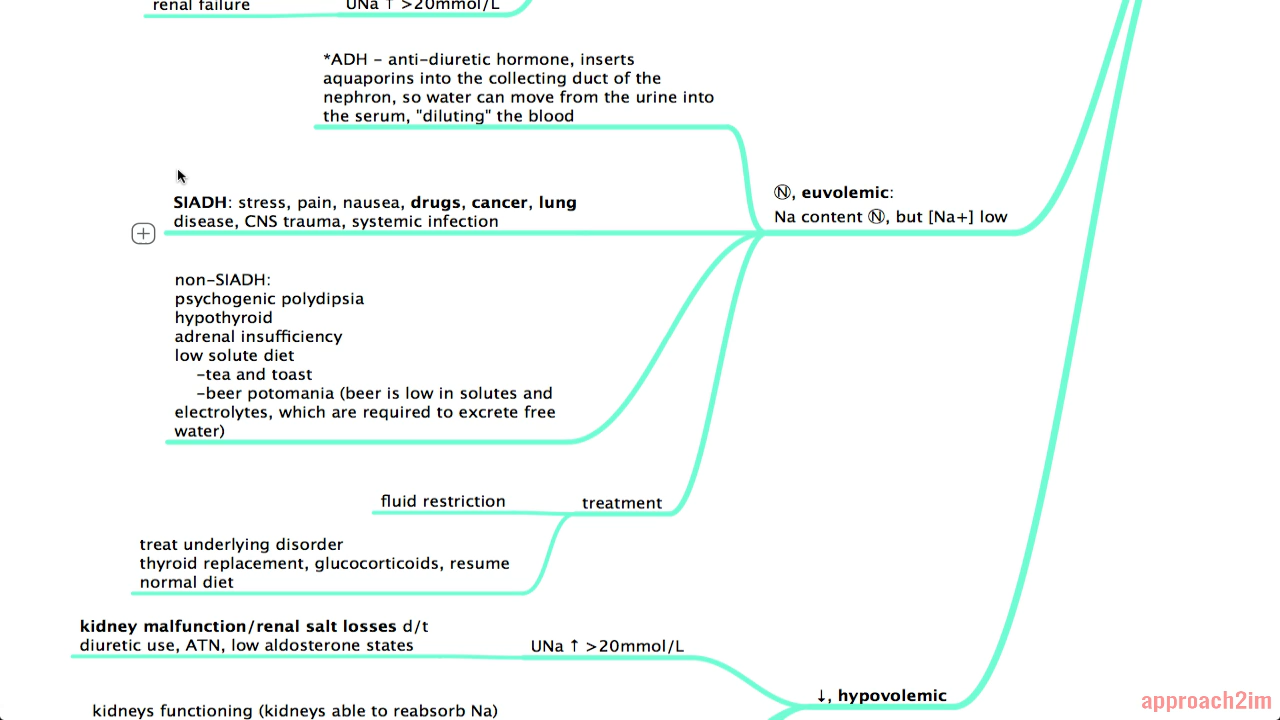 renal failure
UNa ↑ >20mmol/L
*ADH – anti-diuretic hormone, inserts
aquaporins into the collecting duct of the
nephron, so water can move from the urine into
the serum, "diluting" the blood
SIADH: stress, pain, nausea, drugs, cancer, lung
disease, CNS trauma, systemic infection
Ⓝ, euvolemic:
Na content Ⓝ, but [Na+] low
non-SIADH:
psychogenic polydipsia
hypothyroid
adrenal insufficiency
low solute diet
-tea and toast
-beer potomania (beer is low in solutes and
electrolytes, which are required to excrete free
water)
fluid restriction
treatment
treat underlying disorder
thyroid replacement, glucocorticoids, resume
normal diet
kidney malfunction/renal salt losses d/t
diuretic use, ATN, low aldosterone states
UNa ↑ >20mmol/L
↓, hypovolemic
kidneys functioning (kidneys able to reabsorb Na)
approach2im